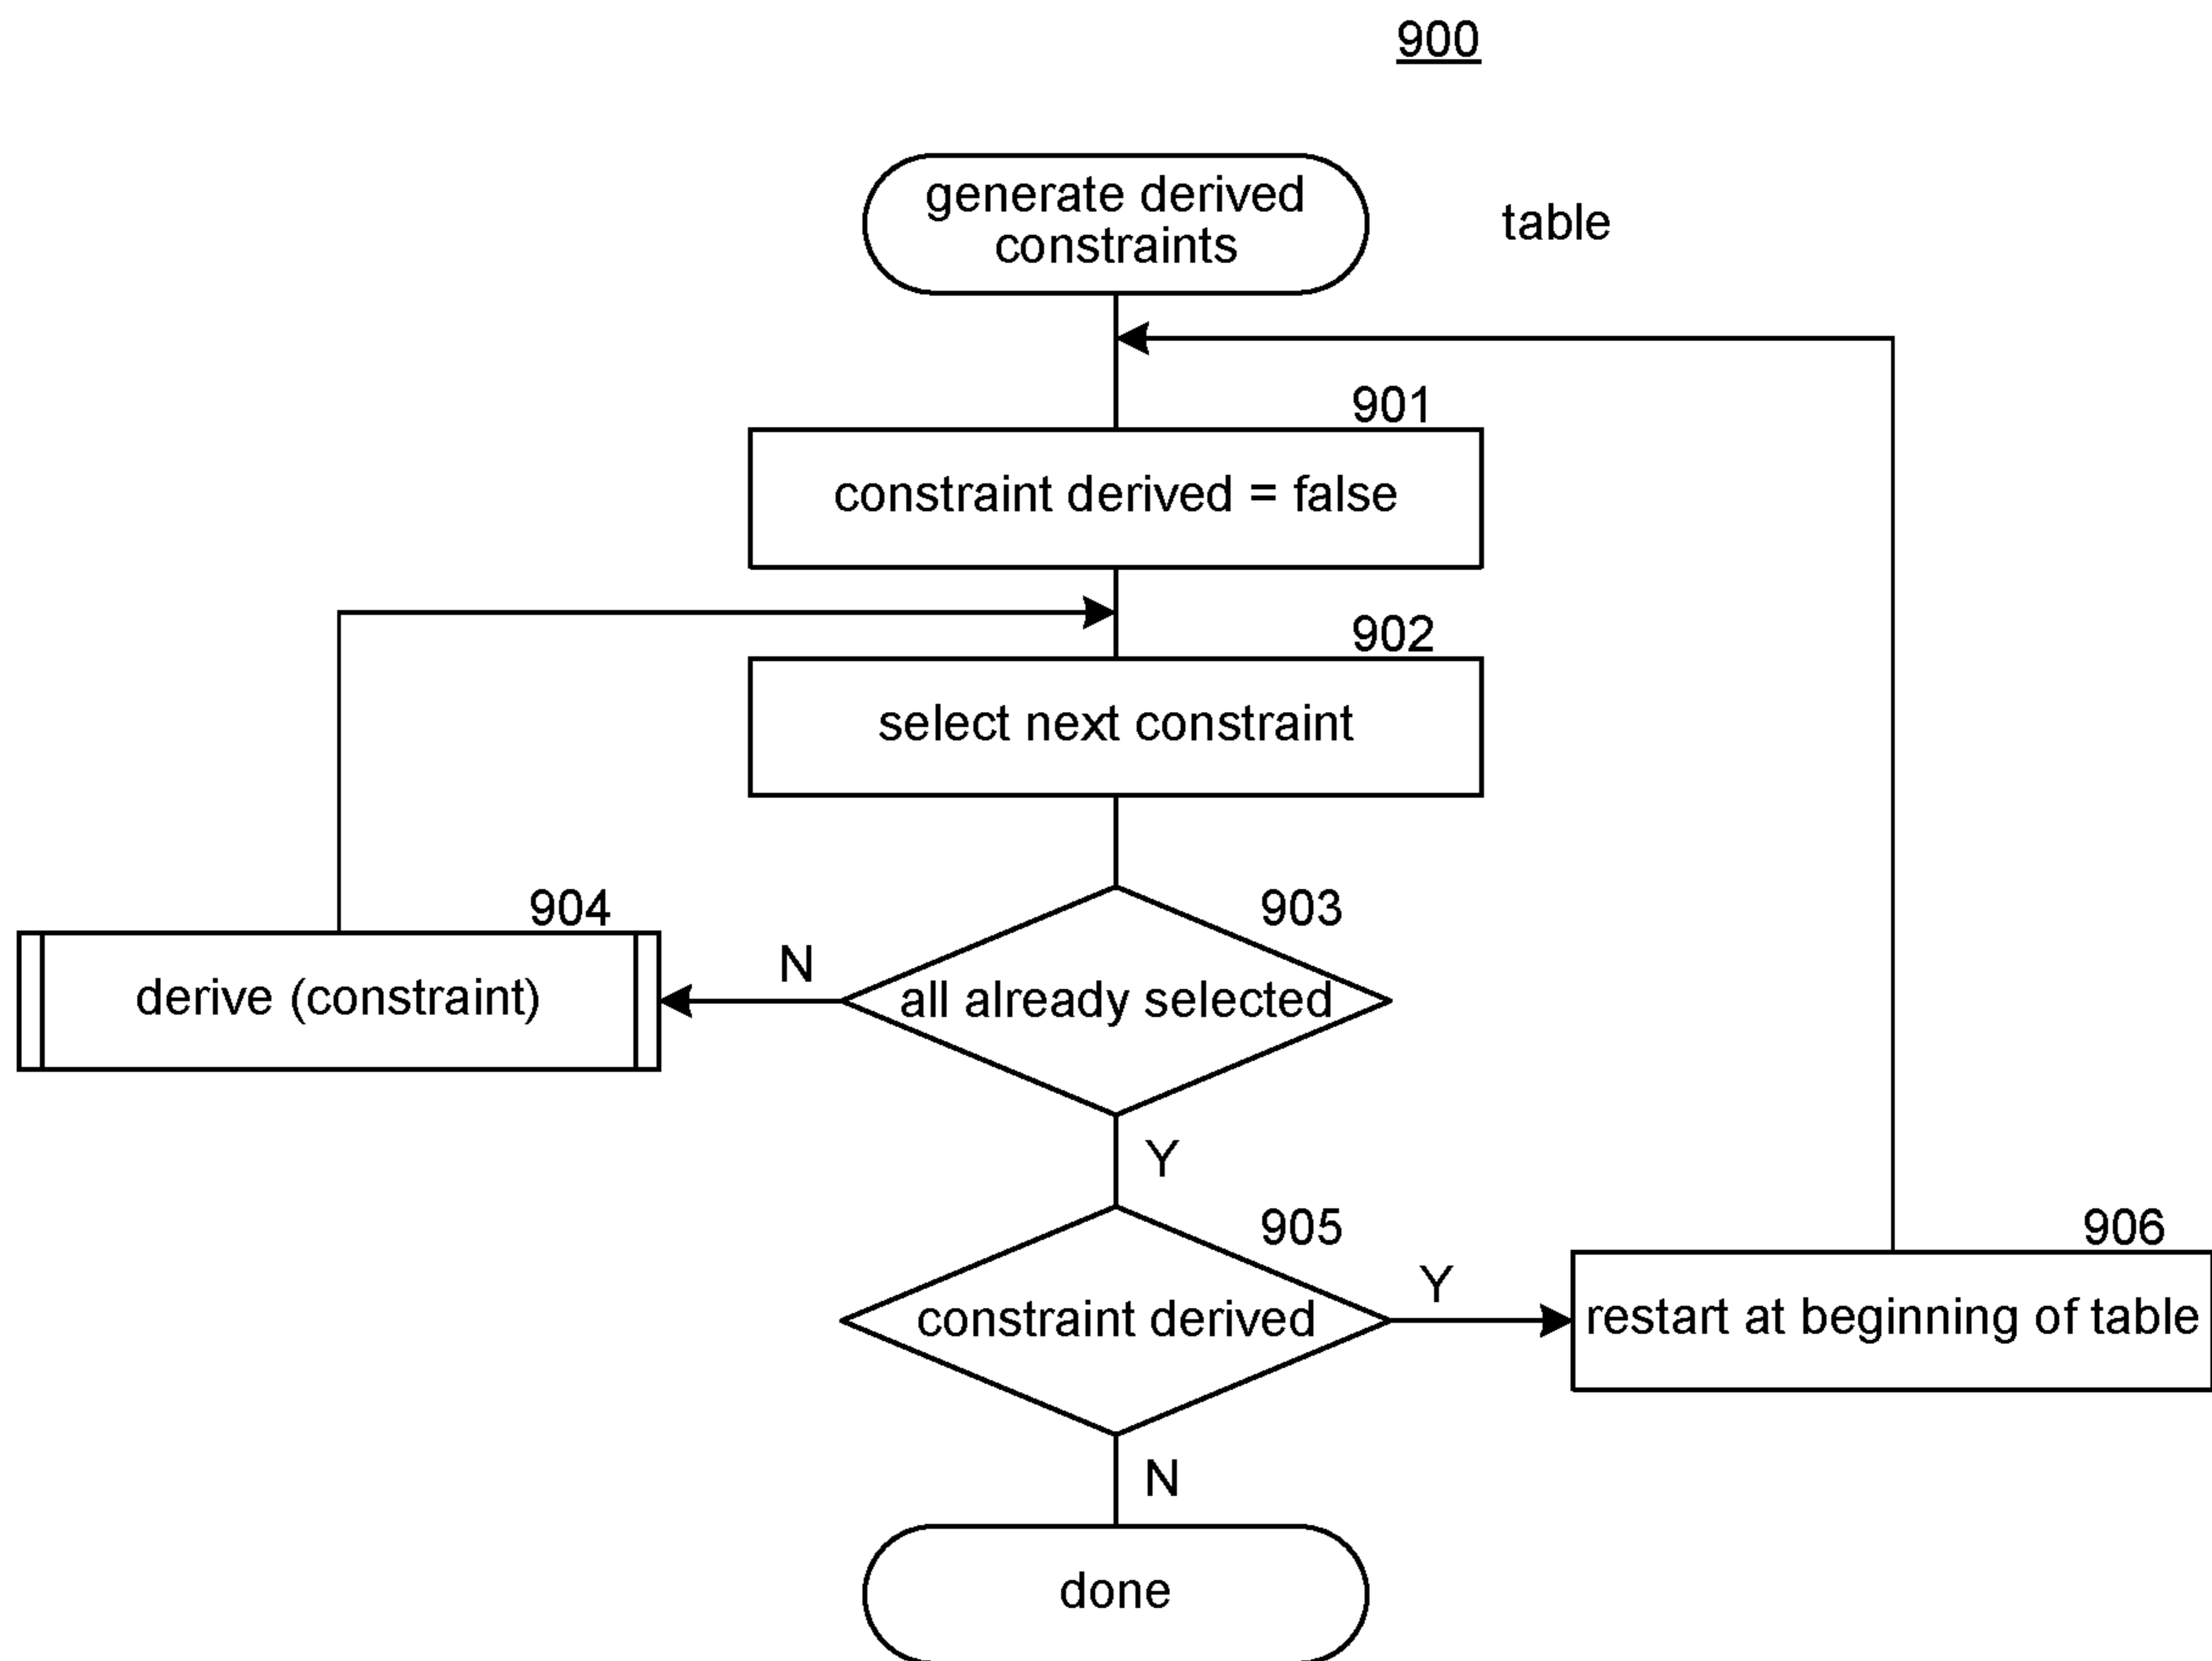 900
generate derived
constraints
table
901
constraint derived = false
902
select next constraint
903
904
N
all already selected
derive (constraint)
Y
905
906
Y
constraint derived
restart at beginning of table
N
done